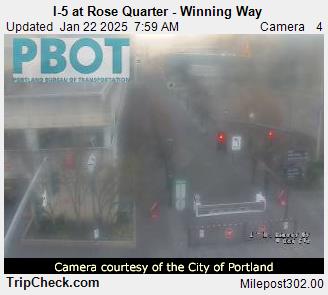 I-5 at Rose Quarter - Winning Way
Updated Jan 22 2025 7:59 AM Camera 4
PBOT
PORTLAND BUREAU OF TRANSPORTATION
Camera courtesy of the City of Portland
TripCheck.com Milepost302.00